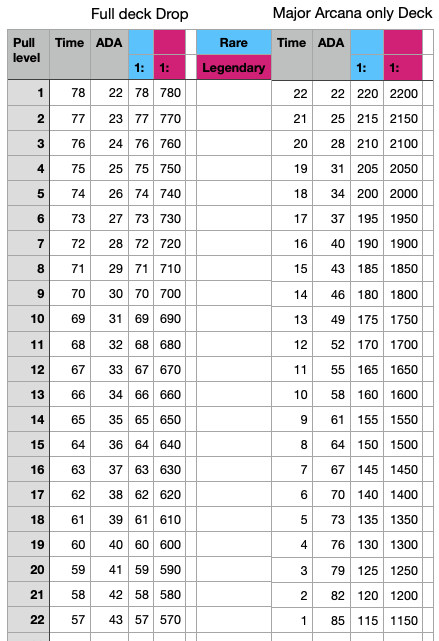 Full deck Drop Major Arcana only Deck
Pull level Time ADA 1: 1: Rare Legendary Time ADA 1: 1:
1 78 22 78 780 22 22 220 2200
2 77 23 77 770 21 25 215 2150
3 76 24 76 760 20 28 210 2100
4 75 25 75 750 19 31 205 2050
5 74 26 74 740 18 34 200 2000
6 73 27 73 730 17 37 195 1950
7 72 28 72 720 16 40 190 1900
8 71 29 71 710 15 43 185 1850
9 70 30 70 700 14 46 180 1800
10 69 31 69 690 13 49 175 1750
11 68 32 68 680 12 52 170 1700
12 67 33 67 670 11 55 165 1650
13 66 34 66 660 10 58 160 1600
14 65 35 65 650 9 61 155 1550
15 64 36 64 640 8 64 150 1500
16 63 37 63 630 7 67 145 1450
17 62 38 62 620 6 70 140 1400
18 61 39 61 610 5 73 135 1350
19 60 40 60 600 4 76 130 1300
20 59 41 59 590 3 79 125 1250
21 58 42 58 580 2 82 120 1200
22 57 43 57 570 1 85 115 1150